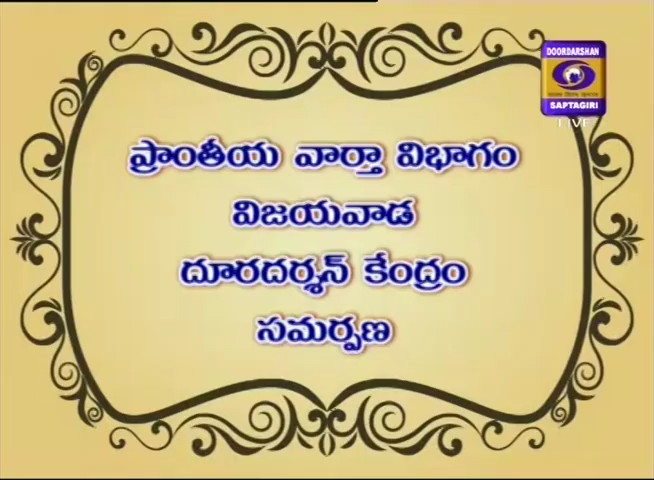 DOORDARSHAN
SAPTAGIRI
LIVE
ప్రాంతీయ వార్తా విభాగం
విజయవాడ
దూరదర్శన్ కేంద్రం
సమర్పణ